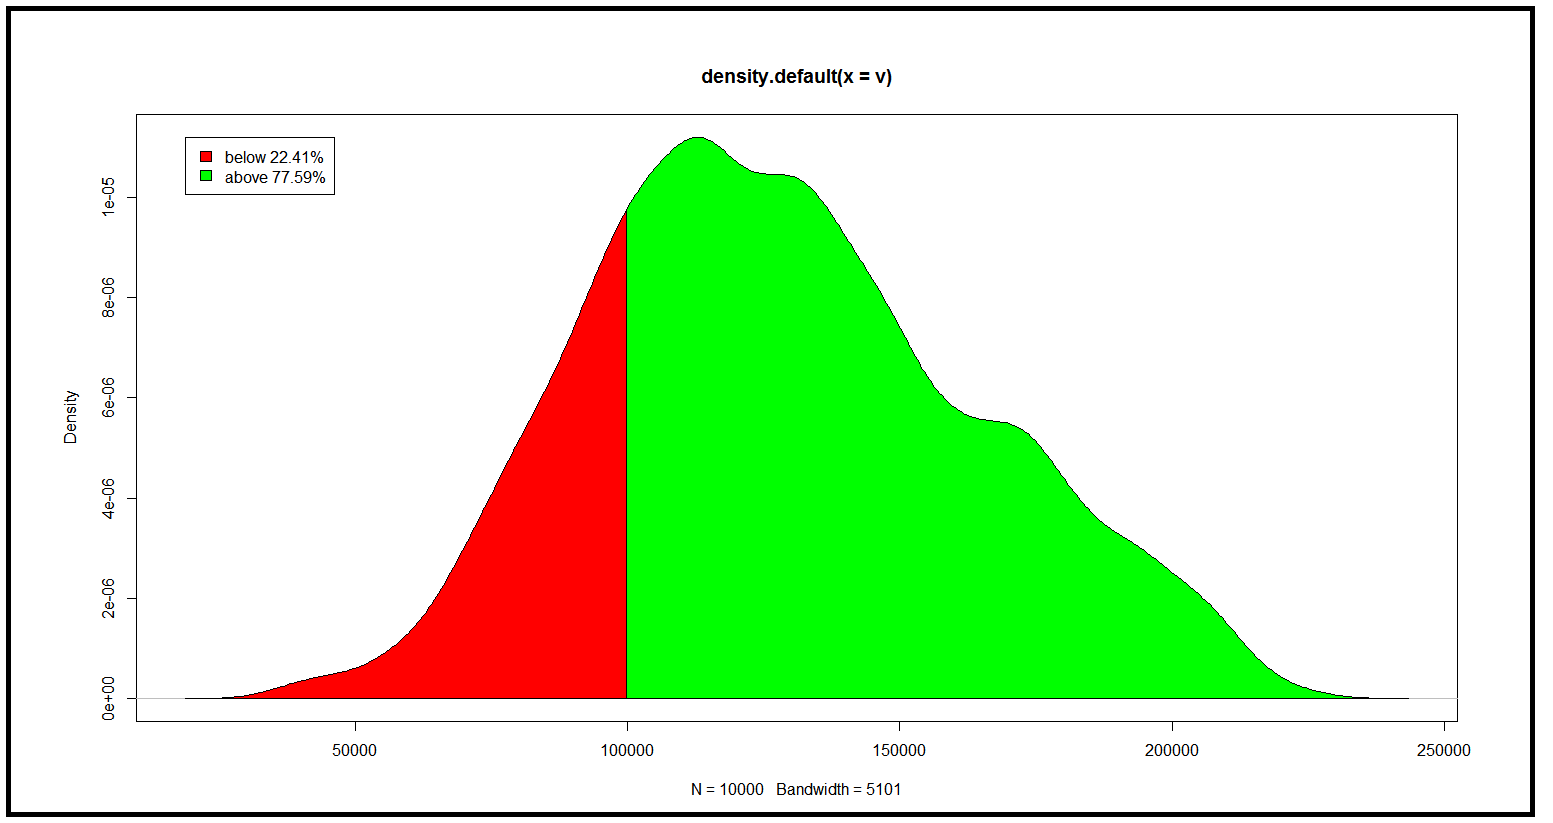 density.default(x = v)
below 22.41%
above 77.59%
Density
1e-05
8e-06
6e-06
4e-06
2e-06
0e+00
50000 100000 150000 200000 250000
N = 10000 Bandwidth = 5101